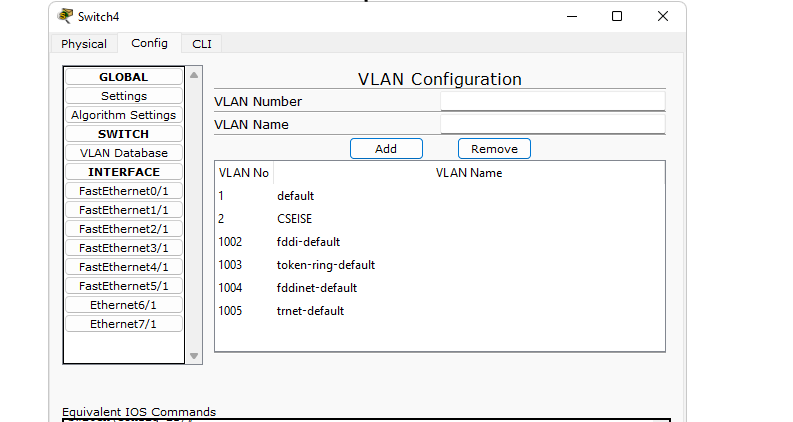 Switch4
Physical Config CLI
GLOBAL
Settings
Algorithm Settings
SWITCH
VLAN Database
INTERFACE
FastEthernet0/1
FastEthernet1/1
FastEthernet2/1
FastEthernet3/1
FastEthernet4/1
FastEthernet5/1
Ethernet6/1
Ethernet7/1
VLAN Configuration
VLAN Number
VLAN Name
Add Remove
VLAN No VLAN Name
1 default
2 CSEISE
1002 fddi-default
1003 token-ring-default
1004 fddinet-default
1005 trnet-default
Equivalent IOS Commands